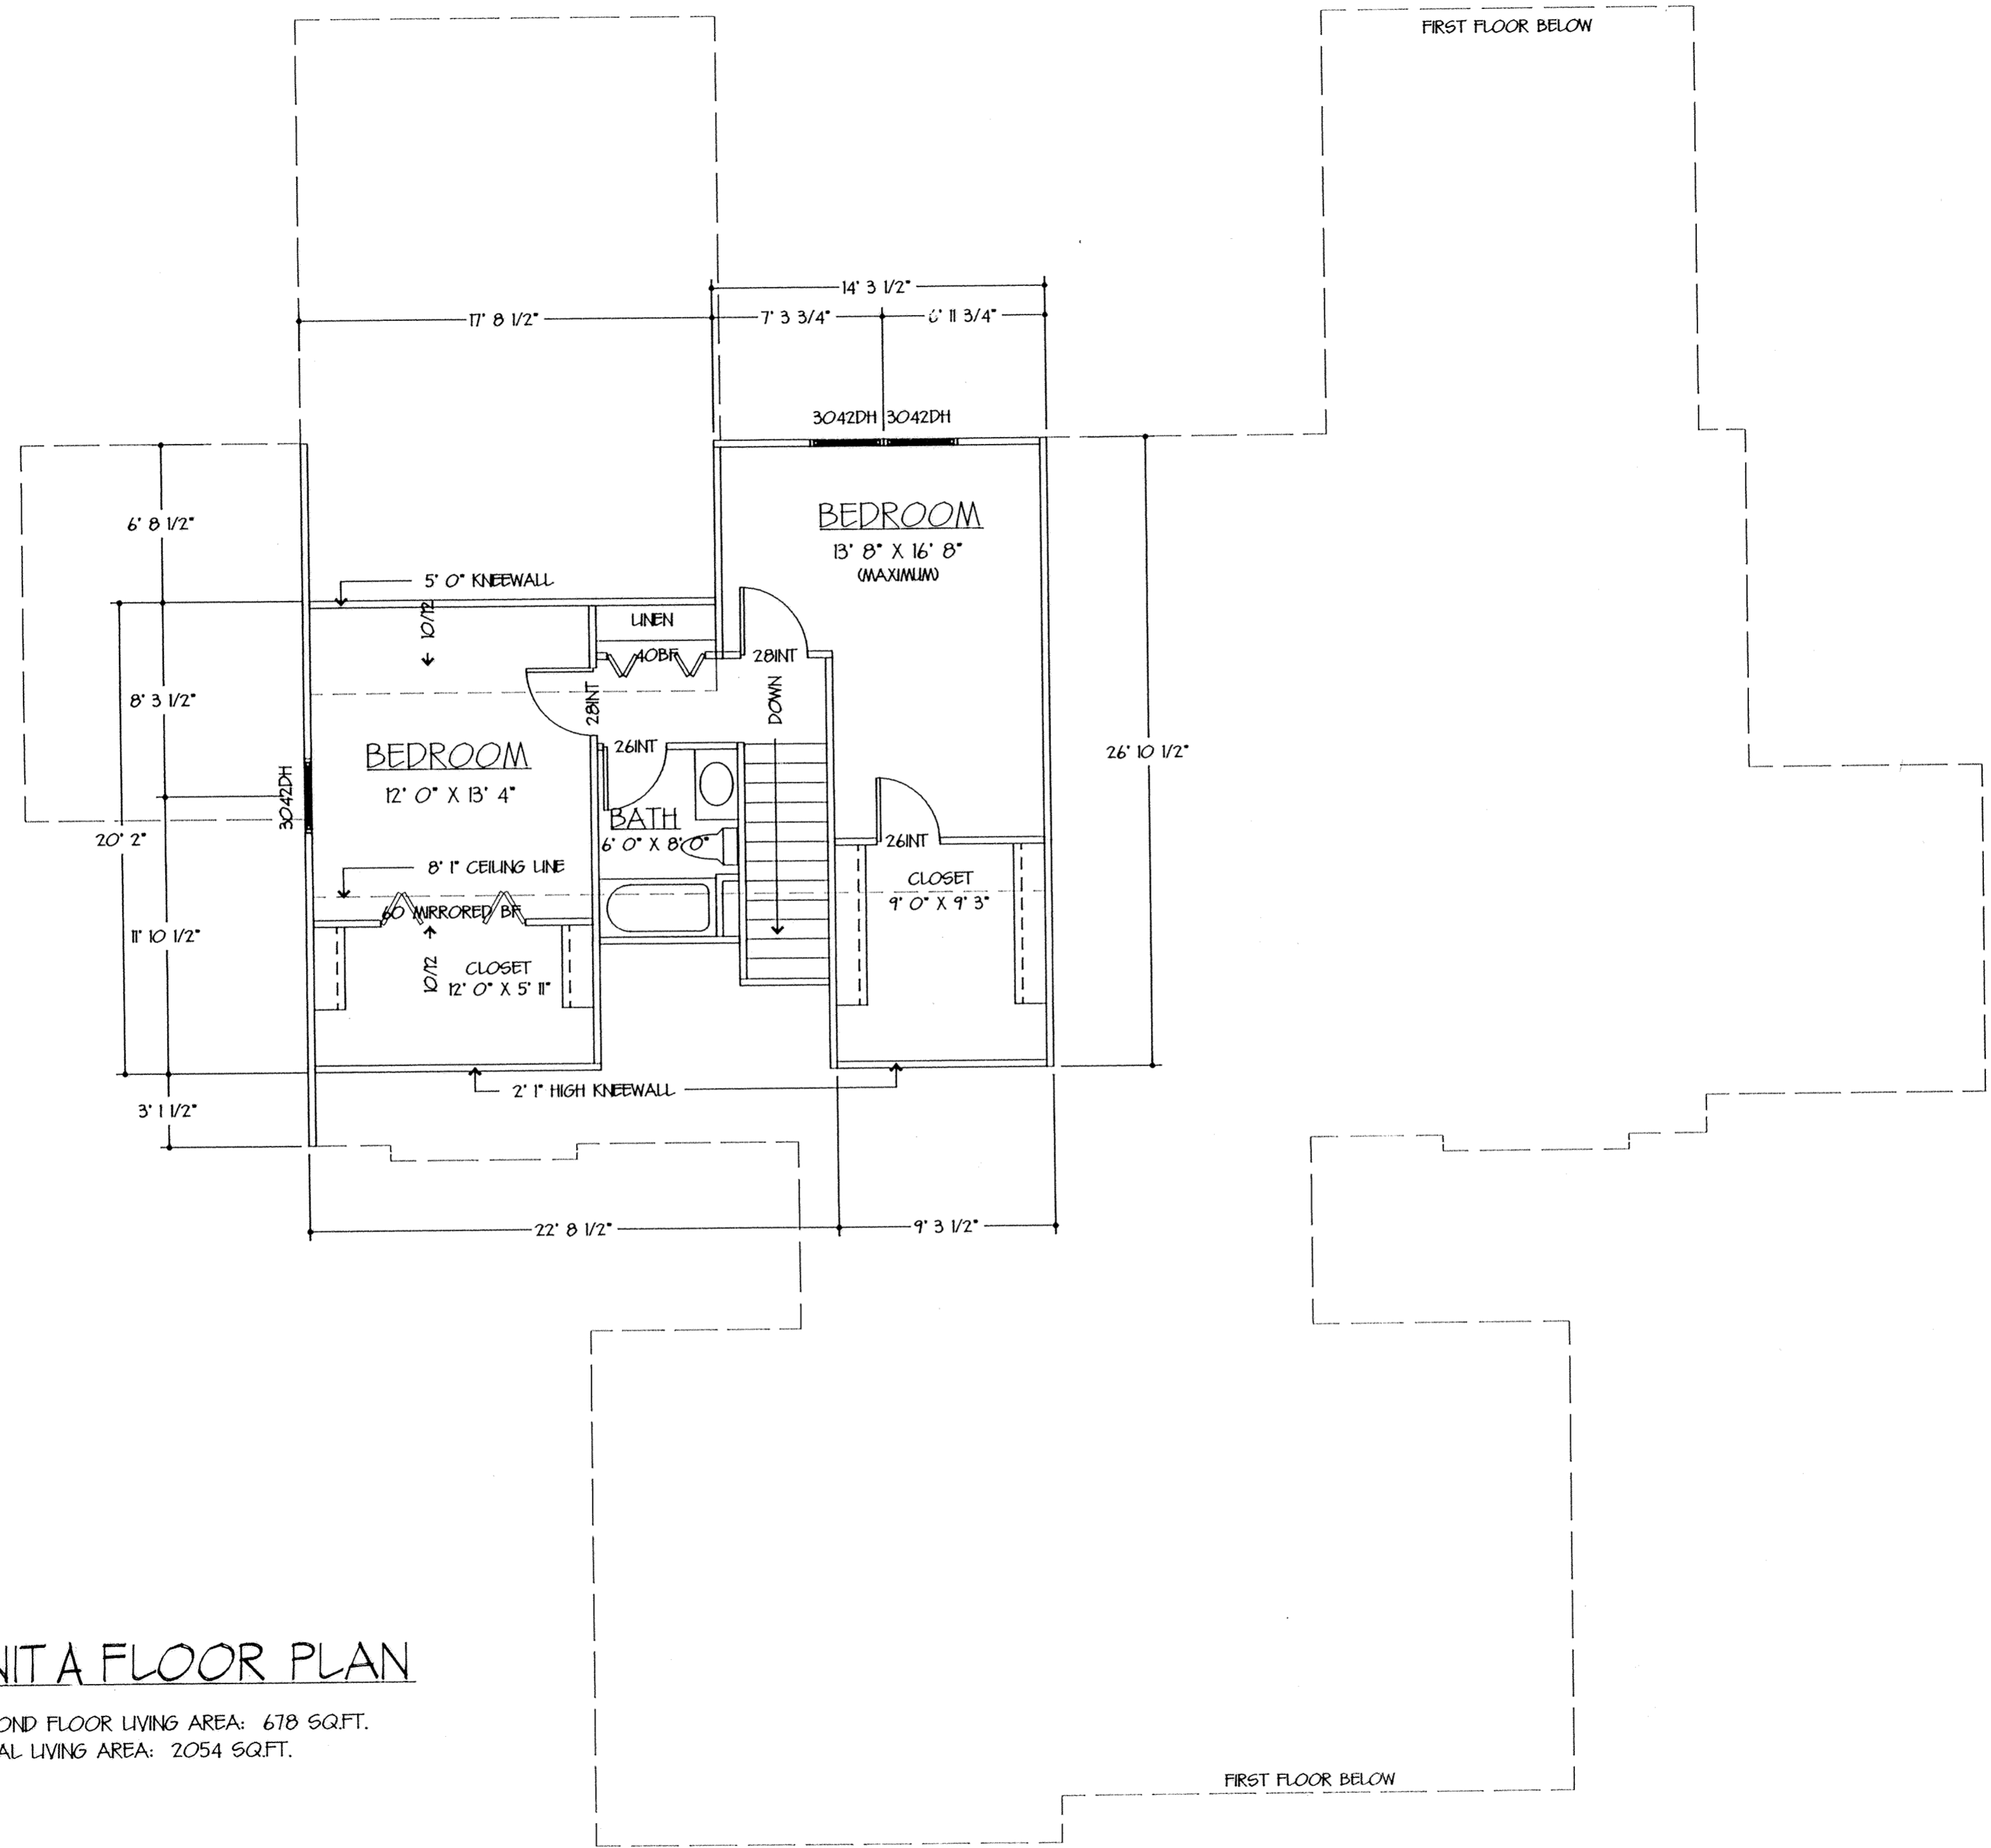 FIRST FLOOR BELOW
14' 3 1/2"
17' 8 1/2"
7' 3 3/4"
6' 11 3/4"
3042DH 3042DH
BEDROOM
13' 8" X 16' 8"
(MAXIMUM)
6' 8 1/2"
5' 0" KNEEWALL
10/12
LINEN
40BF
28INT
28INT
DOWN
8' 3 1/2"
26INT
BEDROOM
12' 0" X 13' 4"
3042DH
26' 10 1/2"
BATH
6' 0" X 8' 0"
20' 2"
26INT
8' 1" CEILING LINE
CLOSET
9' 0" X 9' 3"
60 MIRRORED BF
11' 10 1/2"
10/12
CLOSET
12' 0" X 5' 11"
2' 1" HIGH KNEEWALL
3' 1 1/2"
22' 8 1/2"
9' 3 1/2"
NIT A FLOOR PLAN
OND FLOOR LIVING AREA: 678 SQ.FT.
AL LIVING AREA: 2054 SQ.FT.
FIRST FLOOR BELOW